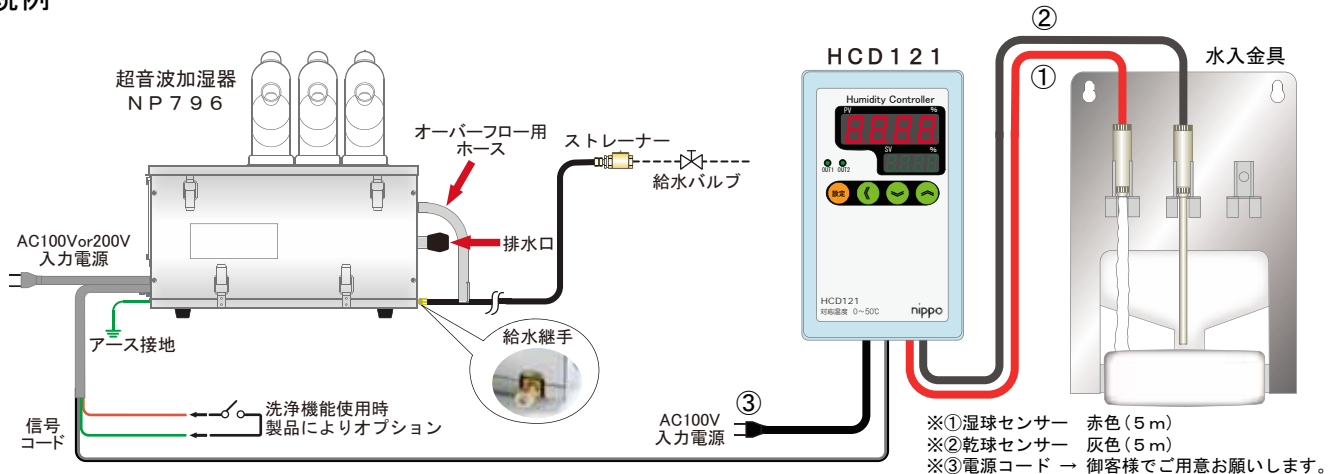 超音波加湿器
ＮＰ７９６
オーバーフロー用
ホース
ストレーナー
給水バルブ
排水口
AC100Vor200V
入力電源
アース接地
給水継手
信号
コード
洗浄機能使用時
製品によりオプション
ＨＣＤ１２１
Humidity Controller
PV
%
8888
SV
%
8888
OUT1 OUT2
設定
HCD121
対応温度 0～50℃
nippo
AC100V
入力電源
③
②
①
水入金具
※①湿球センサー 赤色（５ｍ）
※②乾球センサー 灰色（５ｍ）
※③電源コード → 御客様でご用意お願いします。